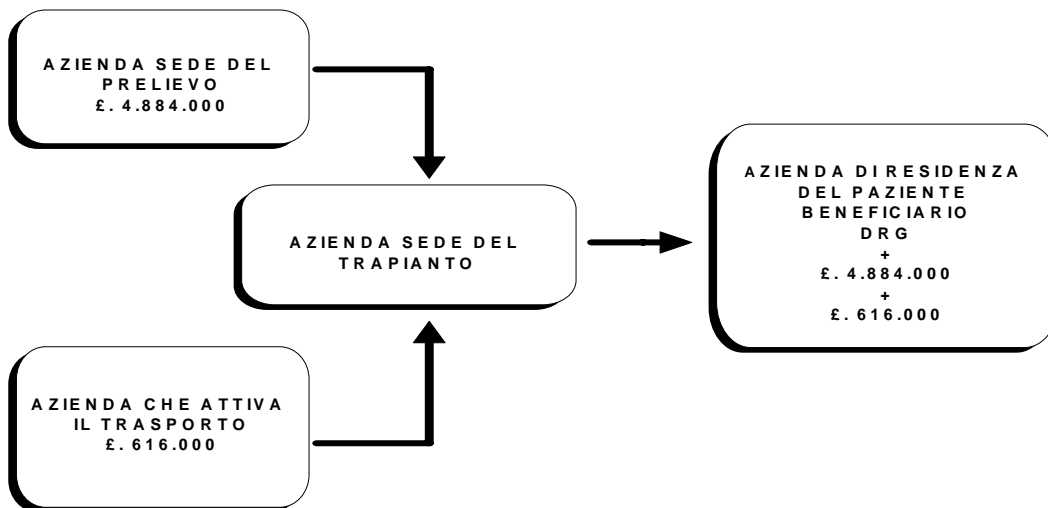 AZIENDA SEDE DEL
PRELIEVO
£. 4.884.000
AZIENDA SEDE DEL
TRAPIANTO
AZIENDA DI RESIDENZA
DEL PAZIENTE
BENEFICIARIO
DRG
+
£. 4.884.000
+
£. 616.000
AZIENDA CHE ATTIVA
IL TRASPORTO
£. 616.000